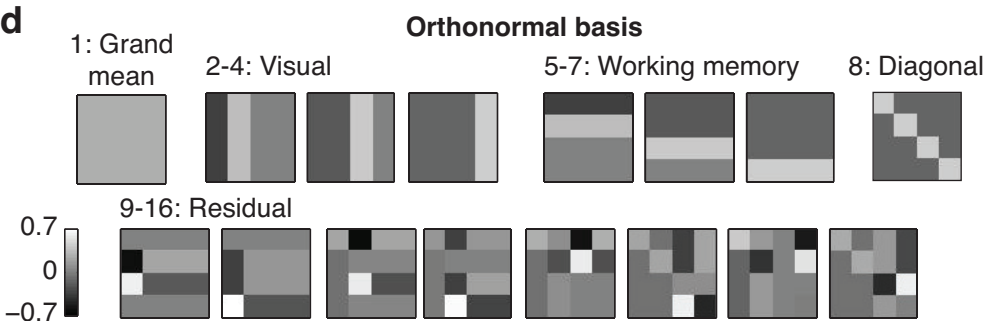 d
Orthonormal basis
1: Grand
mean
2-4: Visual
5-7: Working memory
8: Diagonal
9-16: Residual
0.7
0
−0.7